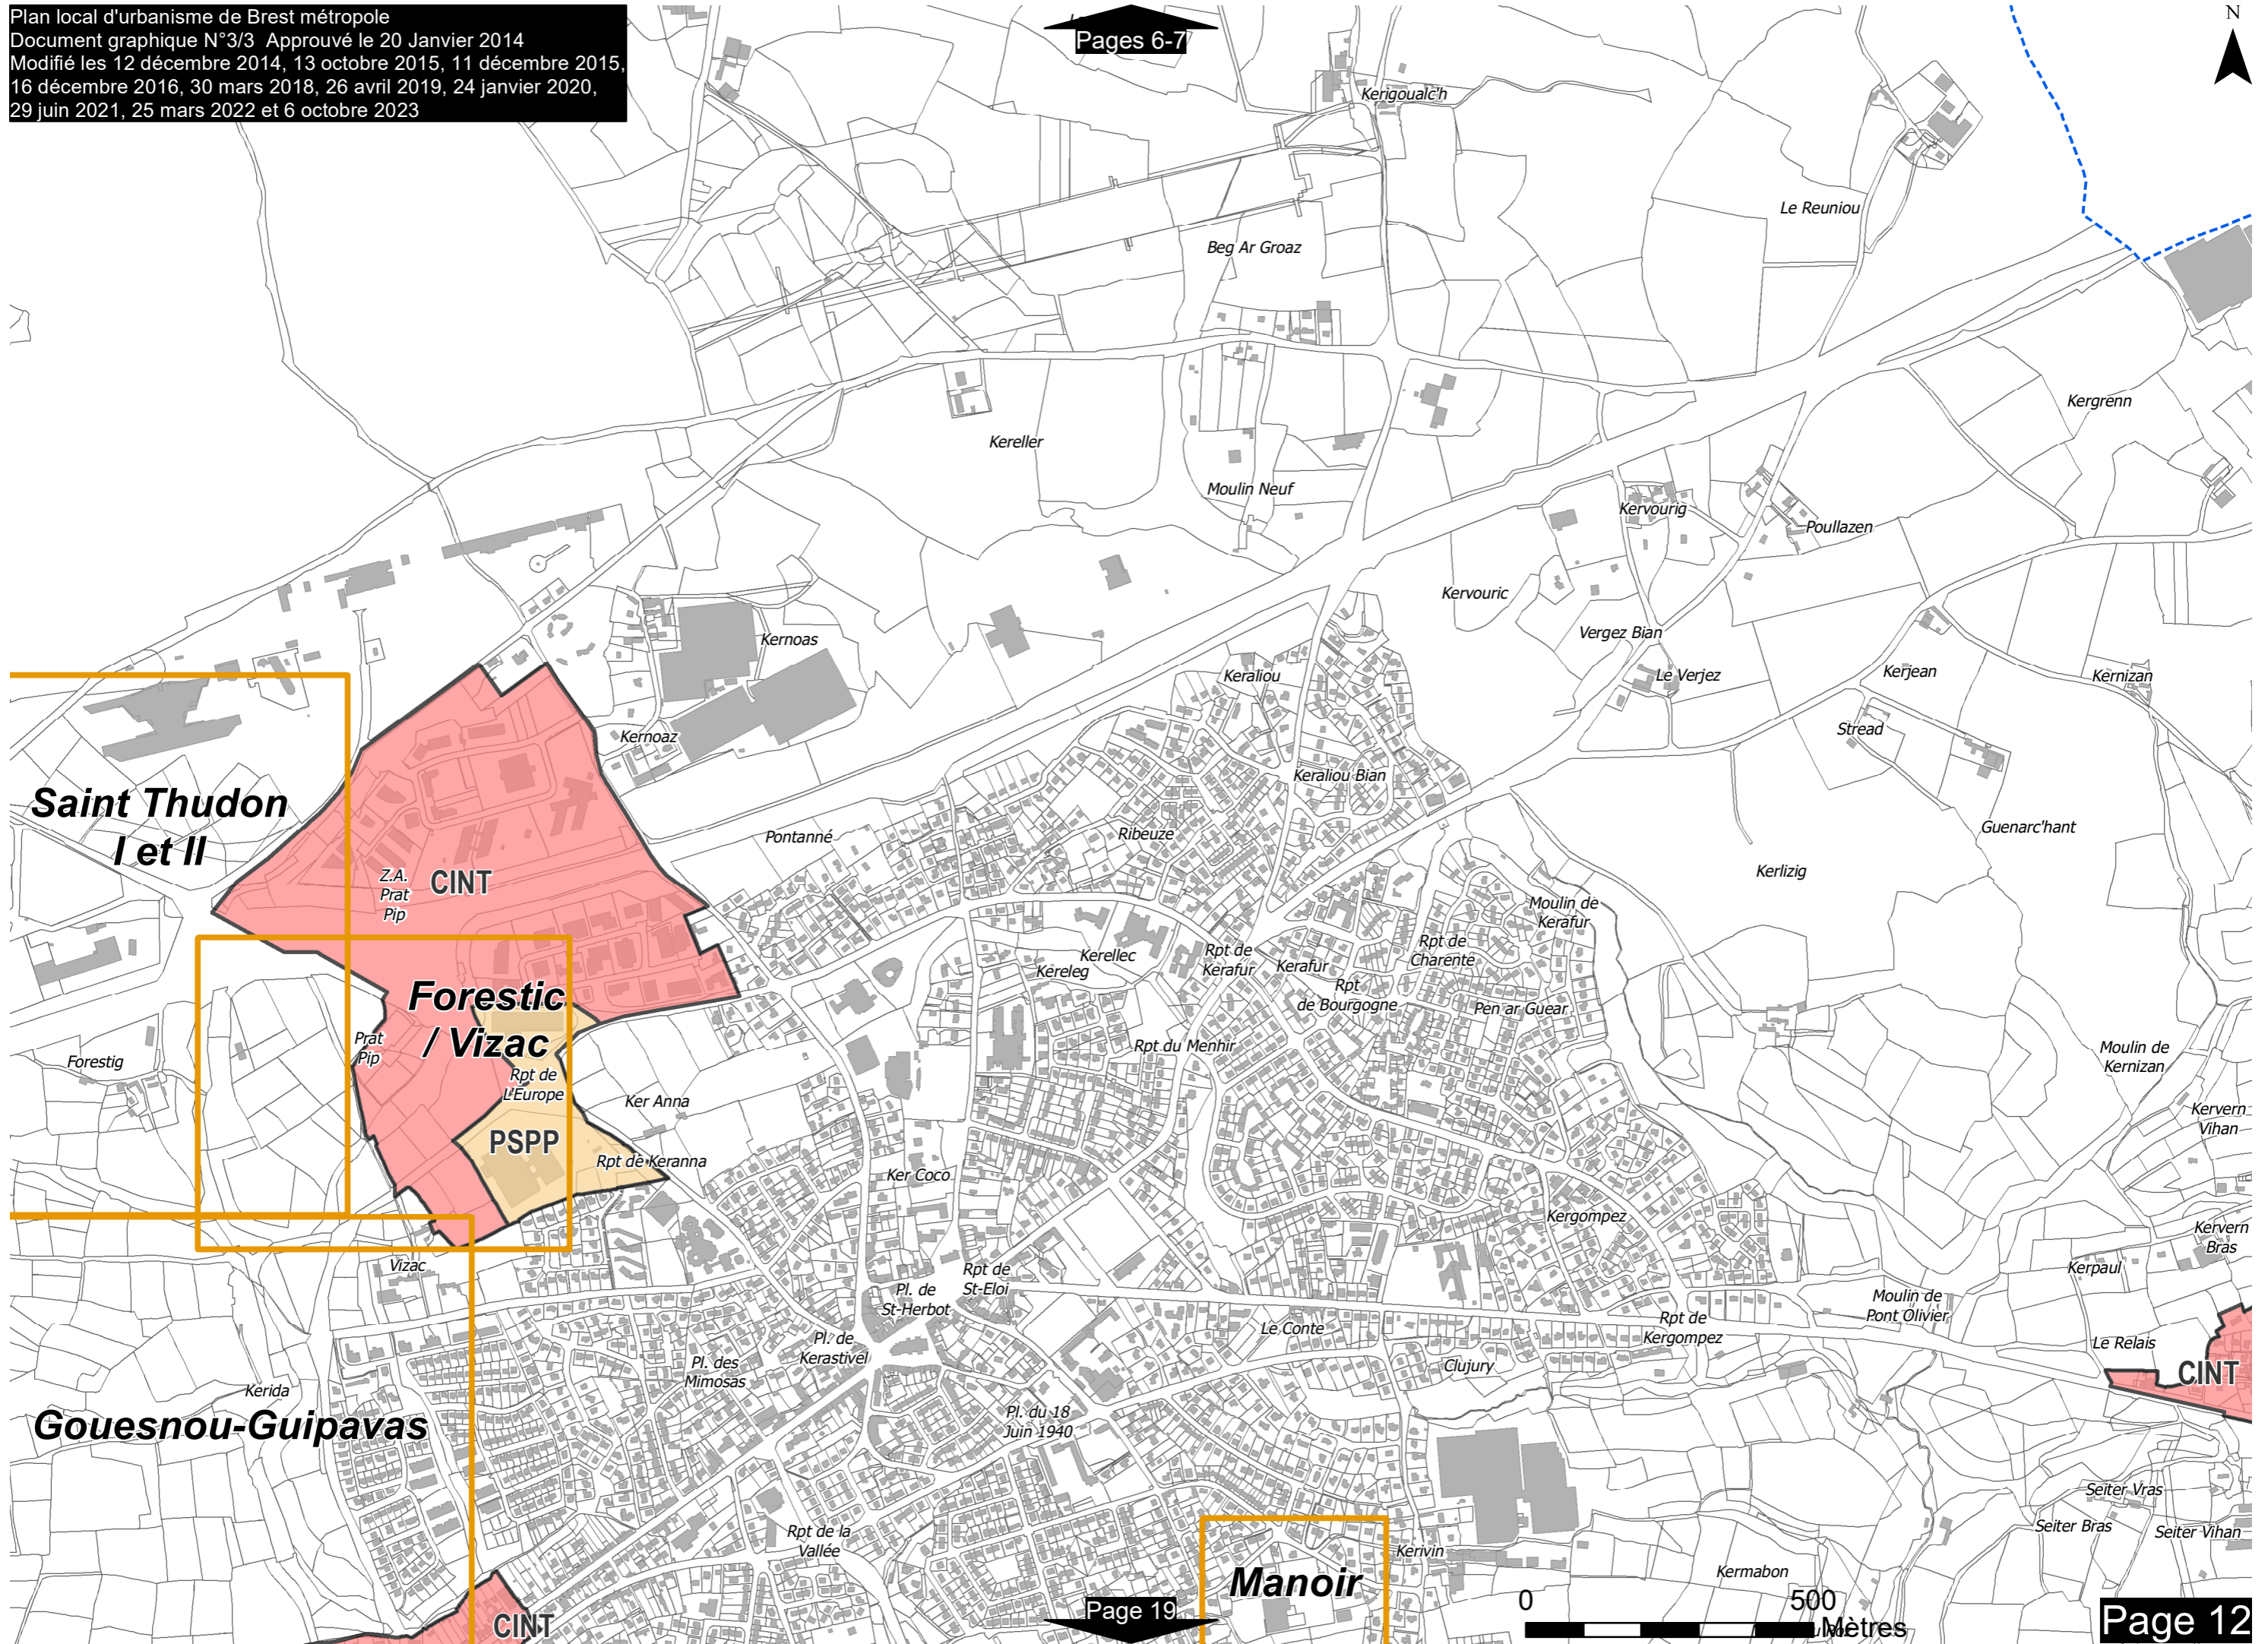 Plan local d'urbanisme de Brest métropole
Document graphique N°3/3 Approuvé le 20 Janvier 2014
Modifié les 12 décembre 2014, 13 octobre 2015, 11 décembre 2015,
16 décembre 2016, 30 mars 2018, 26 avril 2019, 24 janvier 2020,
29 juin 2021, 25 mars 2022 et 6 octobre 2023
Pages 6-7
N
Kerigoualc'h
Le Reuniou
Beg Ar Groaz
Kergrenn
Kereller
Moulin Neuf
Kervourig
Poullazen
Kervouric
Kernoas
Vergez Bian
Keraliou
Le Verjez
Kerjean
Kernizan
Kernoaz
Stread
Keraliou Bian
Saint Thudon
I et II
Pontanné
Ribeuze
Guenarc'hant
Kerlizig
Z.A.
Prat
Pip
CINT
Moulin de
Kerafur
Rpt de
Charente
Kerellec
Rpt de
Kerafur
Kerafur
Kereleg
Forestic
/ Vizac
Rpt
de Bourgogne
Pen ar Guear
Prat
Pip
Rpt du Menhir
Moulin de
Kernizan
Forestig
Rpt de
L'Europe
Ker Anna
Kervern
Vihan
PSPP
Rpt de Keranna
Ker Coco
Kergompez
Kervern
Bras
Vizac
Kerpaul
Rpt de
St-Eloi
Pl. de
St-Herbot
Moulin de
Pont Olivier
Rpt de
Kergompez
Le Conte
Pl. de
Kerastivel
Le Relais
Clujury
CINT
Pl. des
Mimosas
Kerida
Gouesnou-Guipavas
Pl. du 18
Juin 1940
Seiter Vras
Seiter Bras
Seiter Vihan
Rpt de la
Vallée
Kerivin
Kermabon
Manoir
CINT
Page 19
0
500
Mètres
Page 12